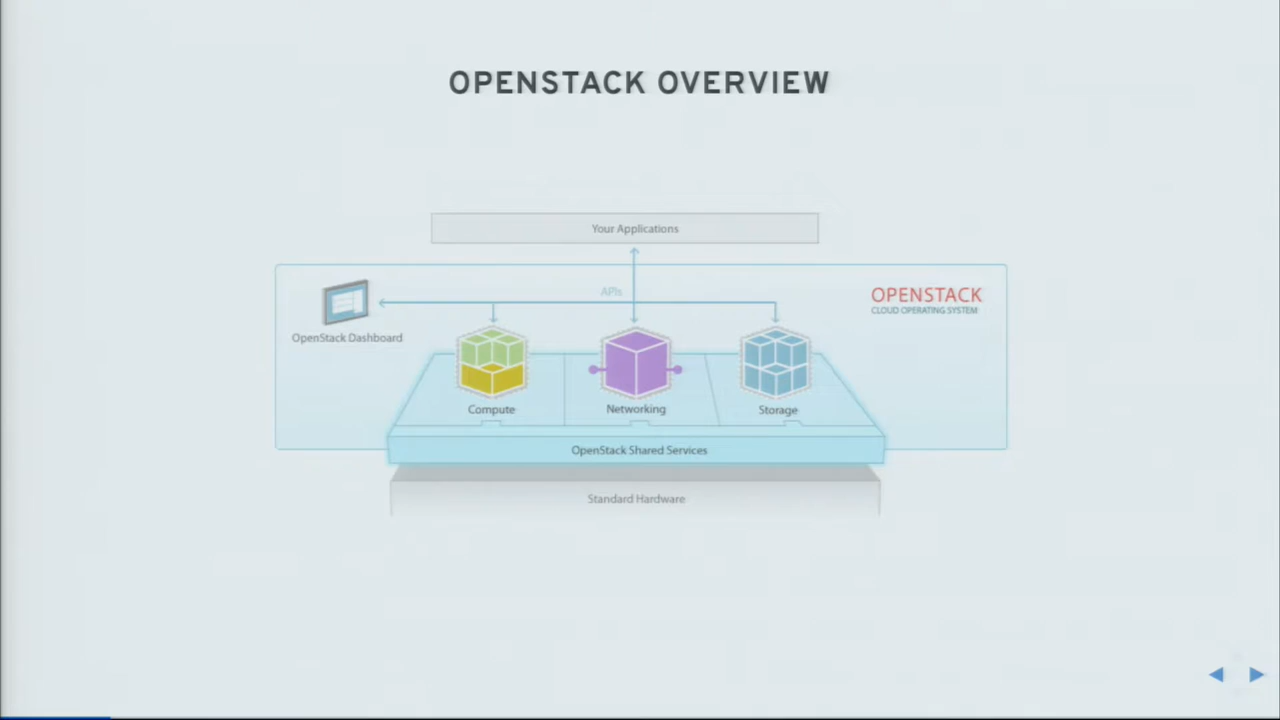 OPENSTACK OVERVIEW
Your Applications
APIs
OPENSTACK
CLOUD OPERATING SYSTEM
OpenStack Dashboard
Compute
Networking
Storage
OpenStack Shared Services
Standard Hardware